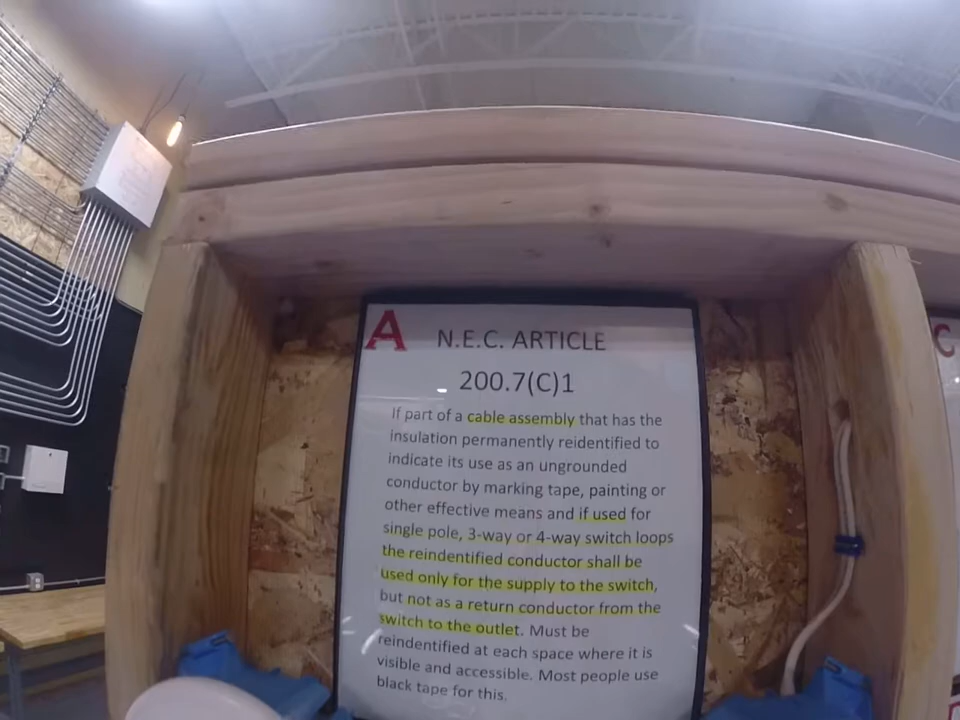 A N.E.C. ARTICLE
200.7(C)1
If part of a cable assembly that has the
insulation permanently reidentified to
indicate its use as an ungrounded
conductor by marking tape, painting or
other effective means and if used for
single pole, 3-way or 4-way switch loops
the reindentified conductor shall be
used only for the supply to the switch,
but not as a return conductor from the
switch to the outlet. Must be
reindentified at each space where it is
visible and accessible. Most people use
black tape for this.
C